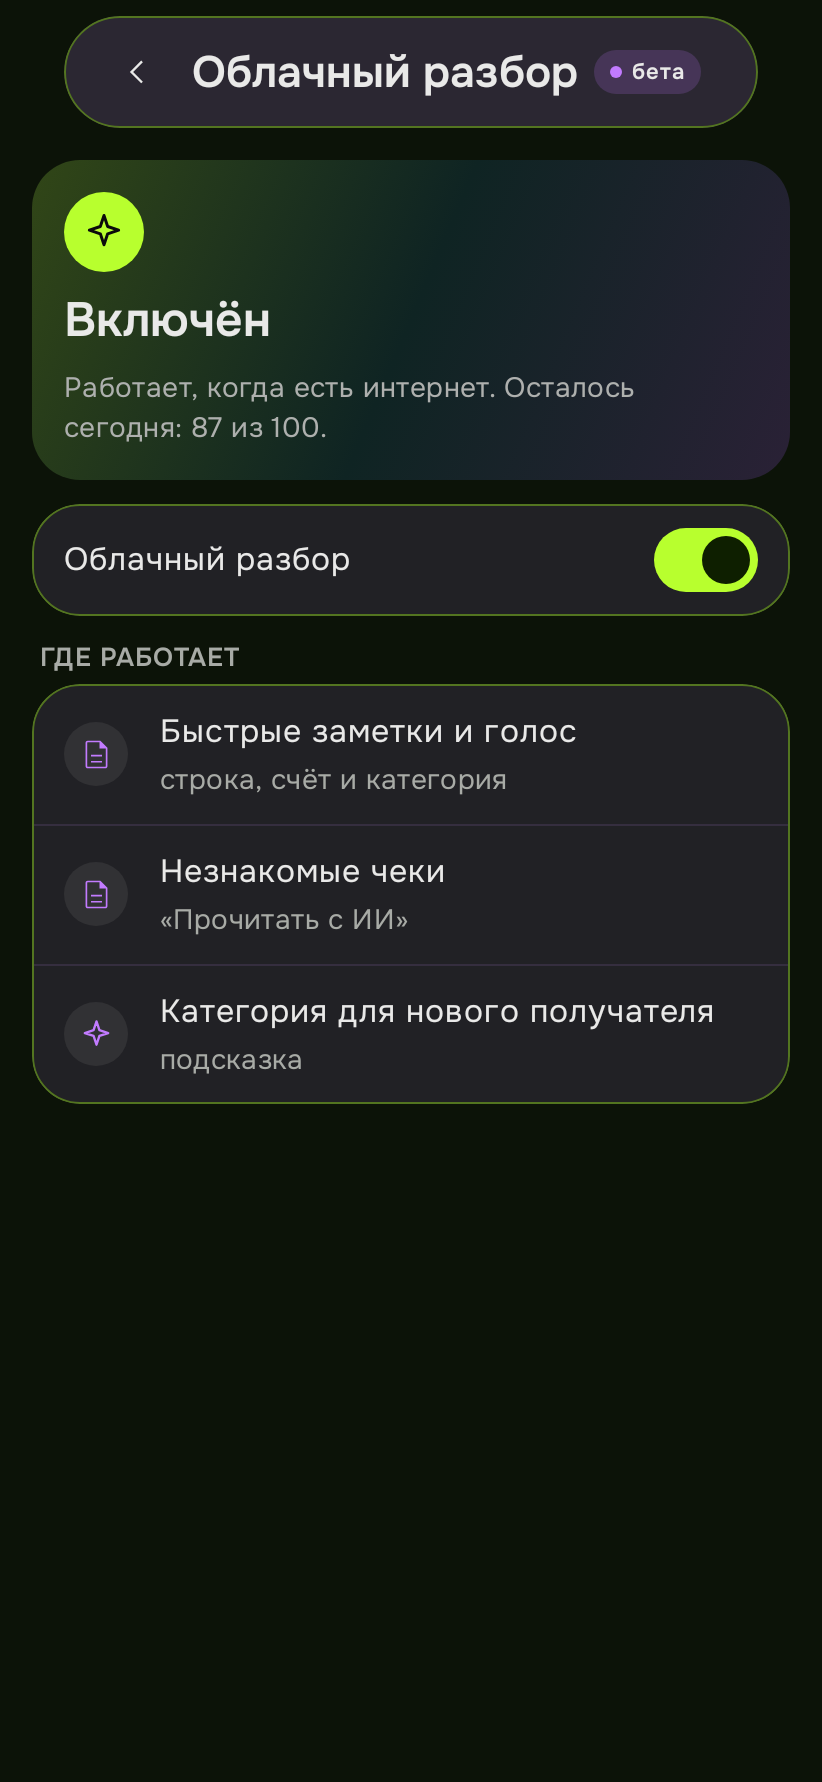 Облачный разбор
бета
Включён
Работает, когда есть интернет. Осталось
сегодня: 87 из 100.
Облачный разбор
ГДЕ РАБОТАЕТ
Быстрые заметки и голос
строка, счёт и категория
Незнакомые чеки
«Прочитать с ИИ»
Категория для нового получателя
подсказка